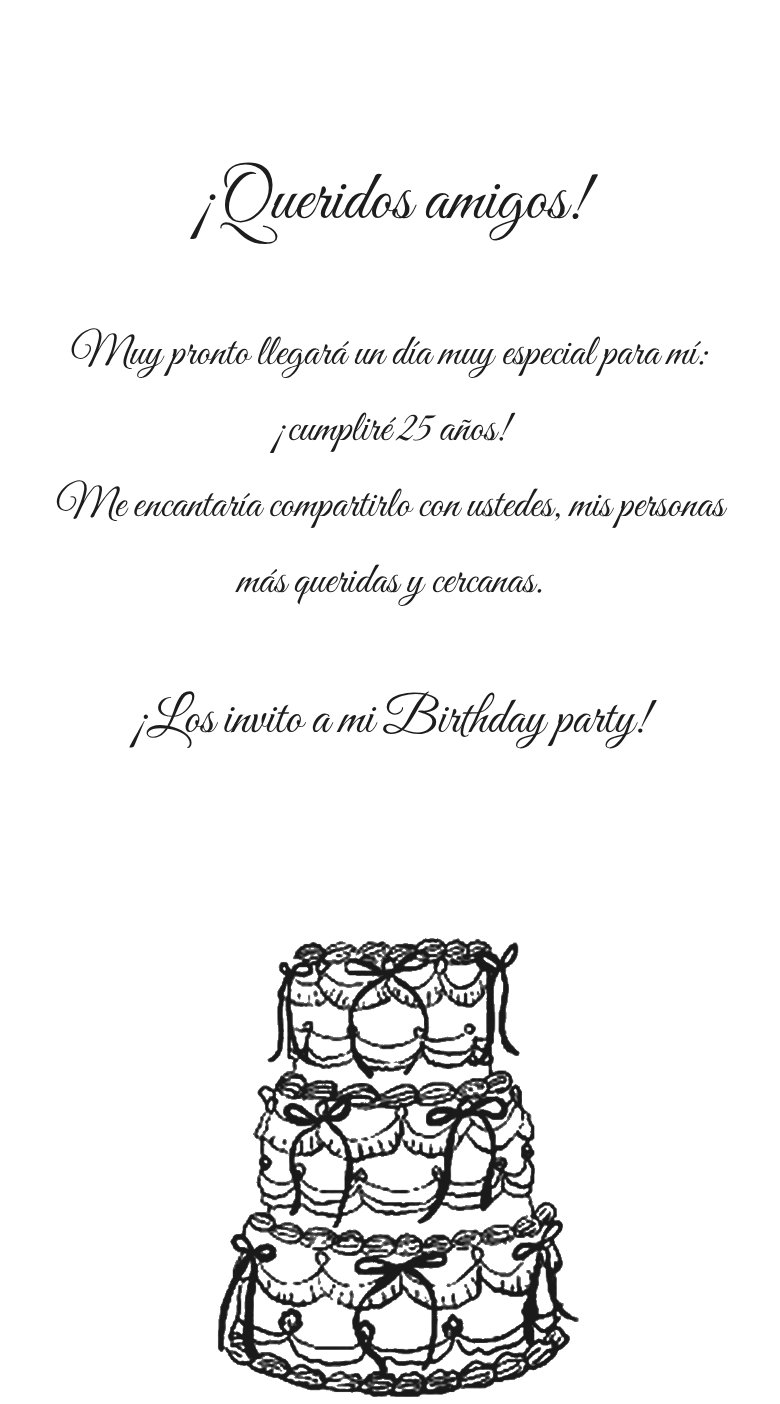 ¡Queridos amigos!
Muy pronto llegará un día muy especial para mí:
¡cumpliré 25 años!
Me encantaría compartirlo con ustedes, mis personas
más queridas y cercanas.
¡Los invito a mi Birthday party!